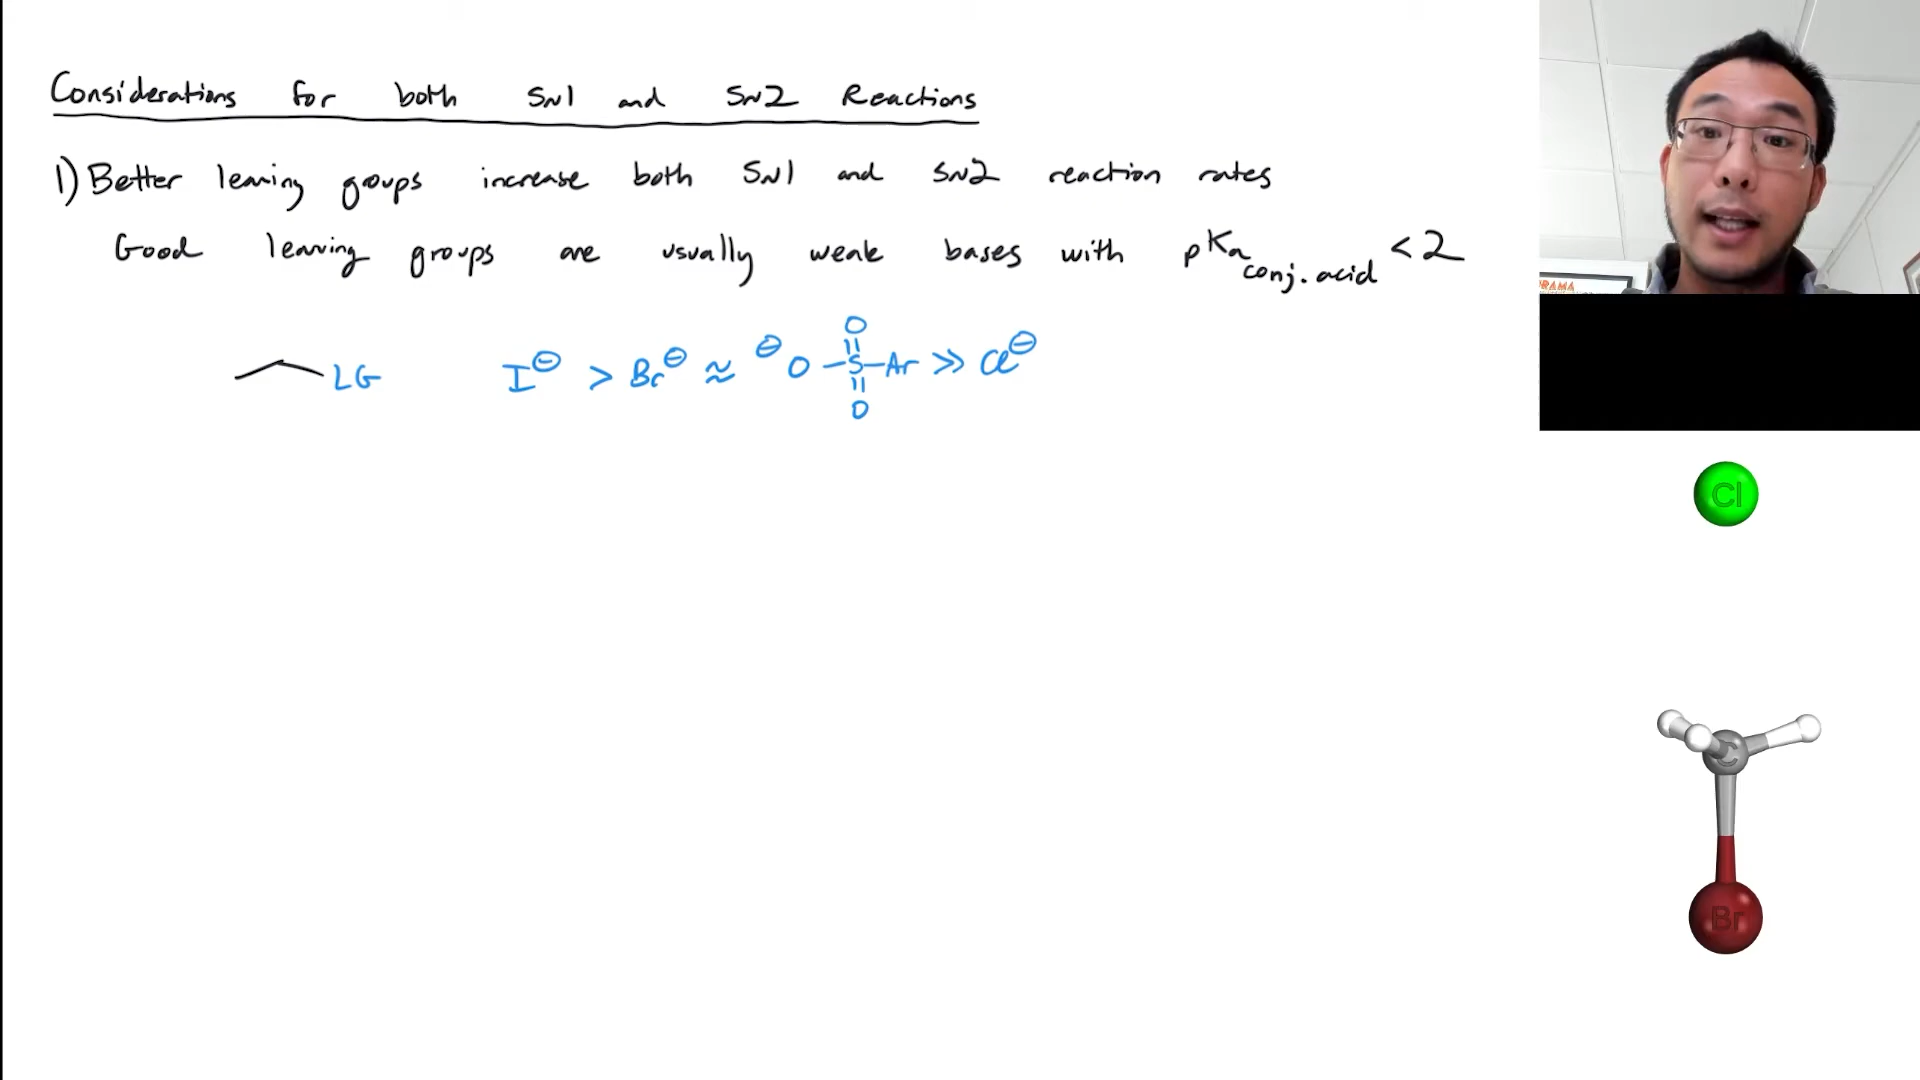 Considerations for both SN1 and SN2 Reactions
1) Better leaving groups increase both SN1 and SN2 reaction rates
Good leaving groups are usually weak bases with pKa conj. acid < 2
LG I⊖ > Br⊖ ≈ ⊖O-S-Ar >> Cl⊖
O
O
RAMA
Cl
C
Br